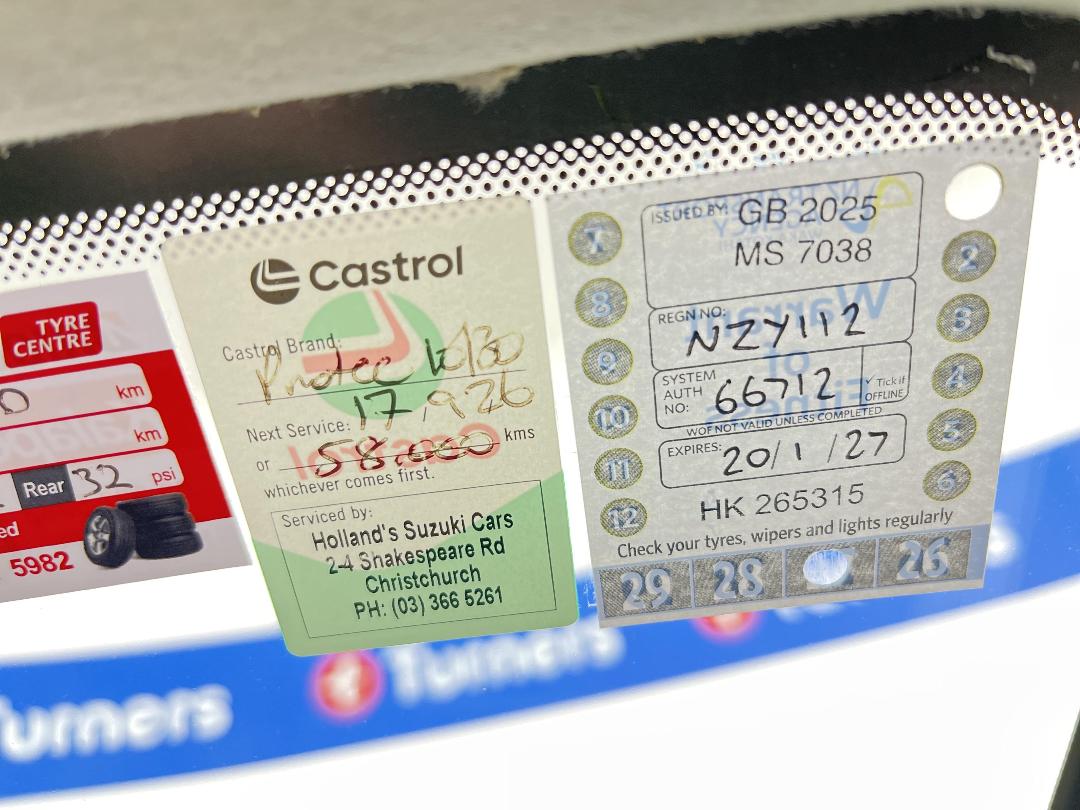 TYRE
CENTRE
km
km
Rear 32 psi
ed
5982
Castrol
Castrol Brand:
Protec 10/30
17,926
Next Service:
or 58.000 kms
whichever comes first.
Serviced by:
Holland's Suzuki Cars
2-4 Shakespeare Rd
Christchurch
PH: (03) 366 5261
ISSUED BY: GB 2025
MS 7038
REGN NO:
NZY112
SYSTEM
AUTH
NO: 66712
✓ Tick if
OFFLINE
WOF NOT VALID UNLESS COMPLETED
EXPIRES: 20/1/27
HK 265315
Check your tyres, wipers and lights regularly
1
8
9
10
11
12
2
3
4
5
6
29 28 26
Warrant
of
Fitness
Turners
Turners